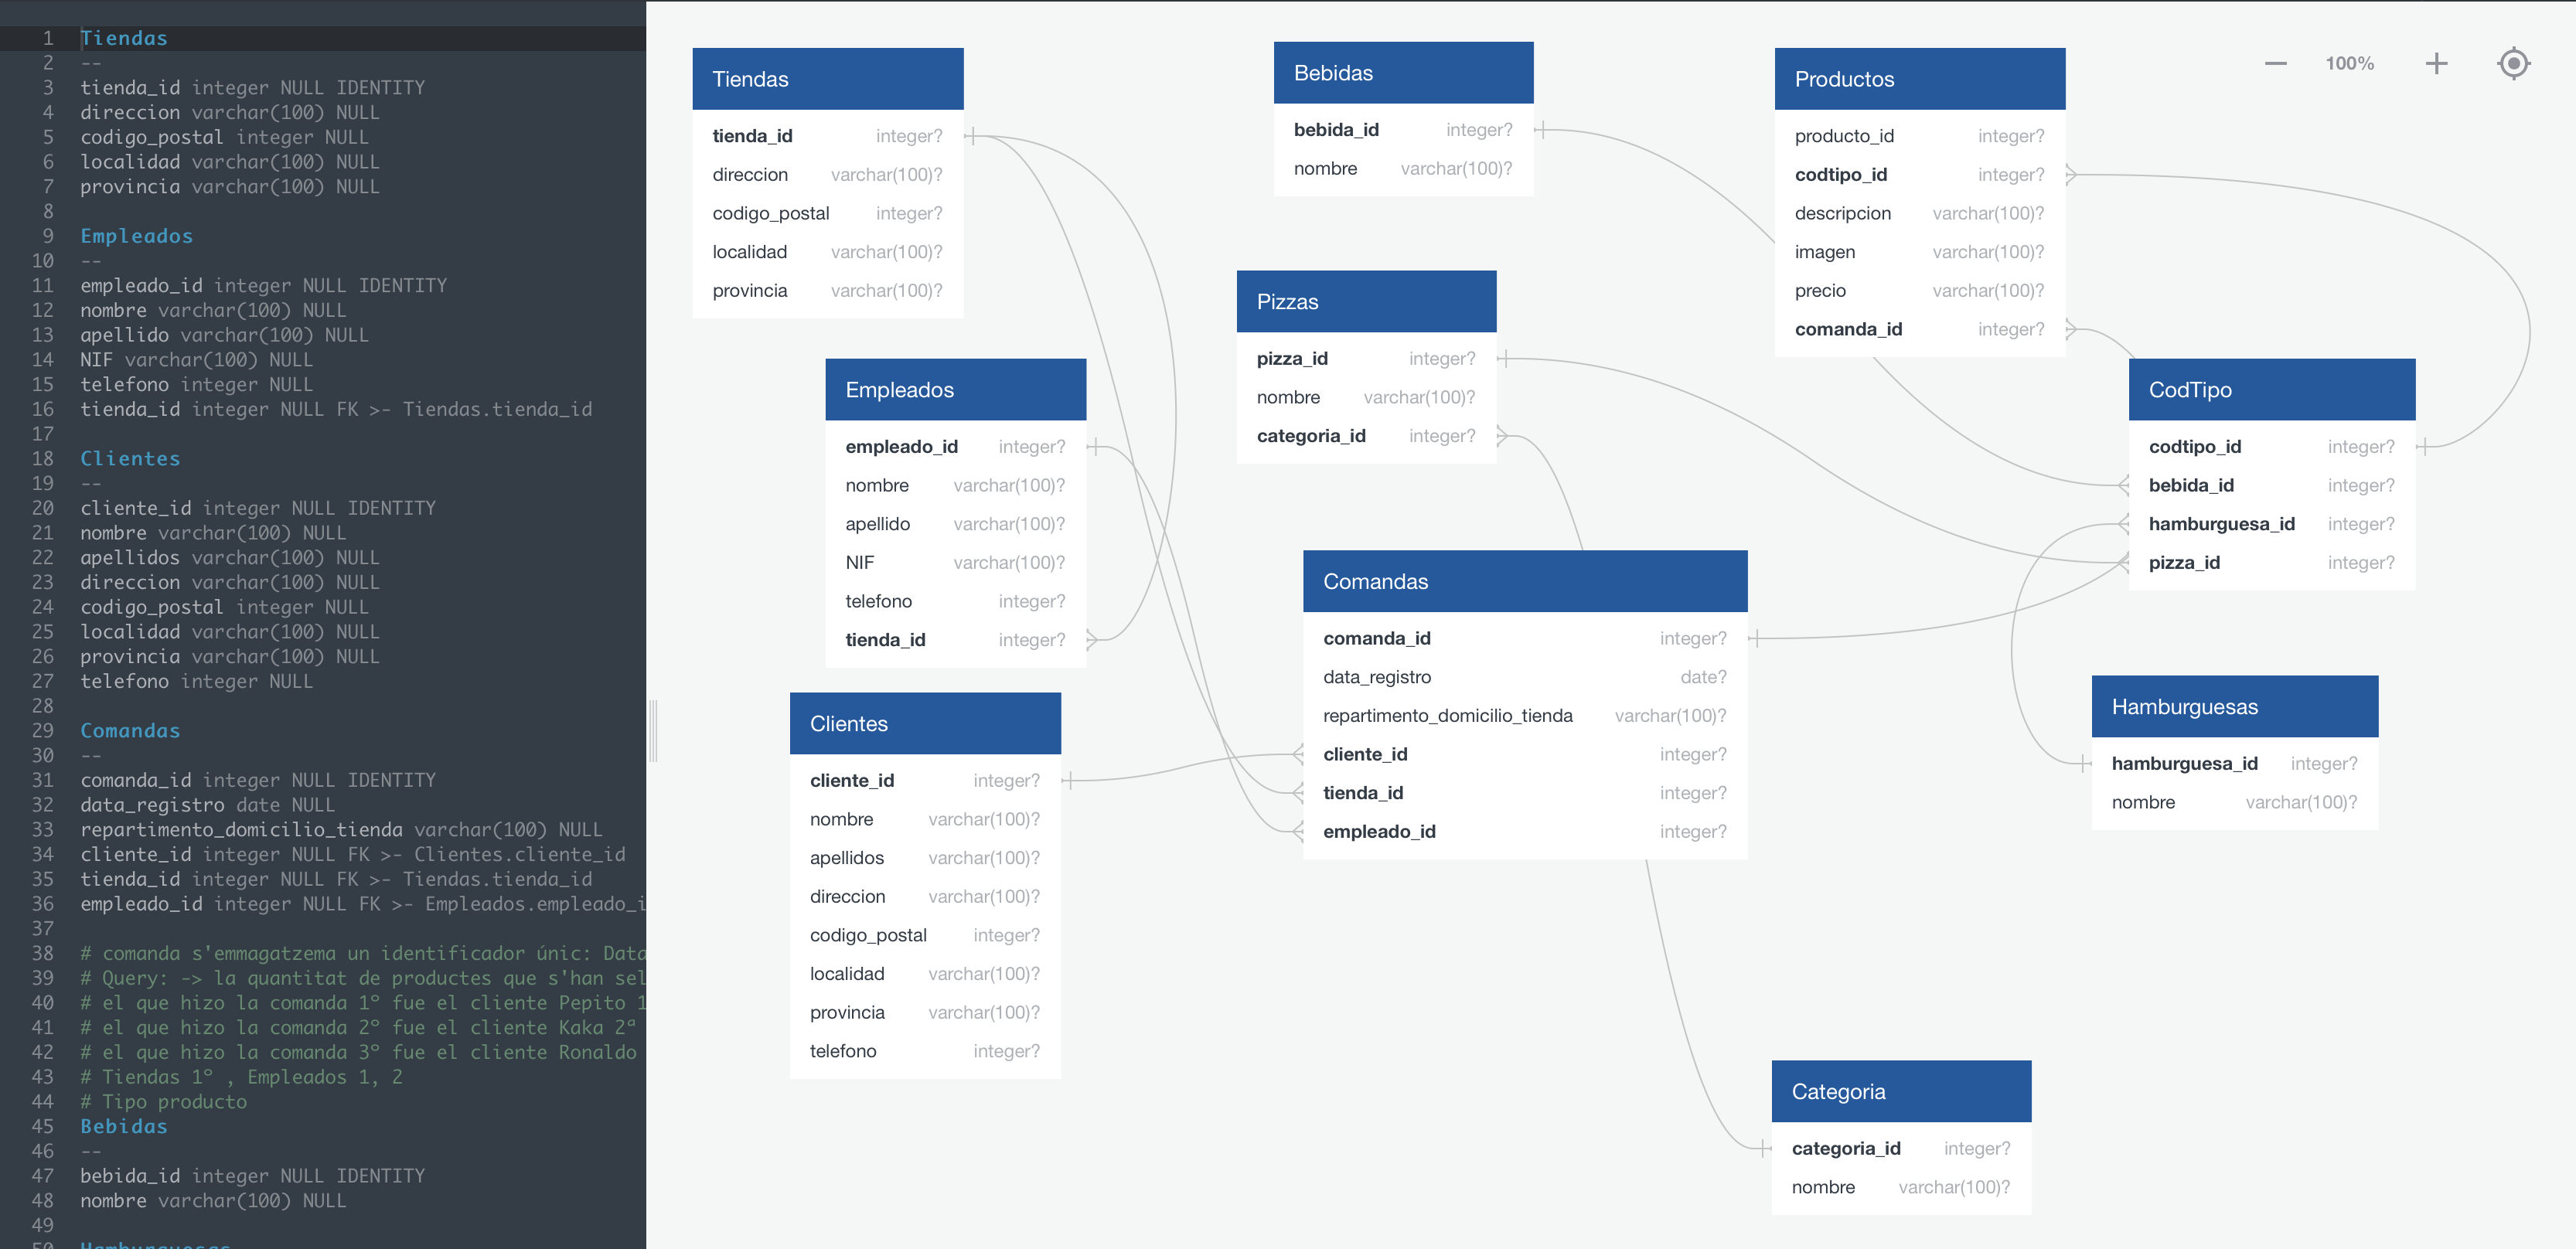 1 Tiendas
2 --
3 tienda_id integer NULL IDENTITY
4 direccion varchar(100) NULL
5 codigo_postal integer NULL
6 localidad varchar(100) NULL
7 provincia varchar(100) NULL
8
9 Empleados
10 --
11 empleado_id integer NULL IDENTITY
12 nombre varchar(100) NULL
13 apellido varchar(100) NULL
14 NIF varchar(100) NULL
15 telefono integer NULL
16 tienda_id integer NULL FK >- Tiendas.tienda_id
17
18 Clientes
19 --
20 cliente_id integer NULL IDENTITY
21 nombre varchar(100) NULL
22 apellidos varchar(100) NULL
23 direccion varchar(100) NULL
24 codigo_postal integer NULL
25 localidad varchar(100) NULL
26 provincia varchar(100) NULL
27 telefono integer NULL
28
29 Comandas
30 --
31 comanda_id integer NULL IDENTITY
32 data_registro date NULL
33 repartimento_domicilio_tienda varchar(100) NULL
34 cliente_id integer NULL FK >- Clientes.cliente_id
35 tienda_id integer NULL FK >- Tiendas.tienda_id
36 empleado_id integer NULL FK >- Empleados.empleado_i
37
38 # comanda s'emmagatzema un identificador únic: Data
39 # Query: -> la quantitat de productes que s'han sel
40 # el que hizo la comanda 1º fue el cliente Pepito 1
41 # el que hizo la comanda 2º fue el cliente Kaka 2ª
42 # el que hizo la comanda 3º fue el cliente Ronaldo
43 # Tiendas 1º , Empleados 1, 2
44 # Tipo producto
45 Bebidas
46 --
47 bebida_id integer NULL IDENTITY
48 nombre varchar(100) NULL
49
50 Hamburguesas
Tiendas
tienda_id integer?
direccion varchar(100)?
codigo_postal integer?
localidad varchar(100)?
provincia varchar(100)?
Empleados
empleado_id integer?
nombre varchar(100)?
apellido varchar(100)?
NIF varchar(100)?
telefono integer?
tienda_id integer?
Clientes
cliente_id integer?
nombre varchar(100)?
apellidos varchar(100)?
direccion varchar(100)?
codigo_postal integer?
localidad varchar(100)?
provincia varchar(100)?
telefono integer?
Bebidas
bebida_id integer?
nombre varchar(100)?
Pizzas
pizza_id integer?
nombre varchar(100)?
categoria_id integer?
Comandas
comanda_id integer?
data_registro date?
repartimento_domicilio_tienda varchar(100)?
cliente_id integer?
tienda_id integer?
empleado_id integer?
Productos
producto_id integer?
codtipo_id integer?
descripcion varchar(100)?
imagen varchar(100)?
precio varchar(100)?
comanda_id integer?
100%
CodTipo
codtipo_id integer?
bebida_id integer?
hamburguesa_id integer?
pizza_id integer?
Hamburguesas
hamburguesa_id integer?
nombre varchar(100)?
Categoria
categoria_id integer?
nombre varchar(100)?